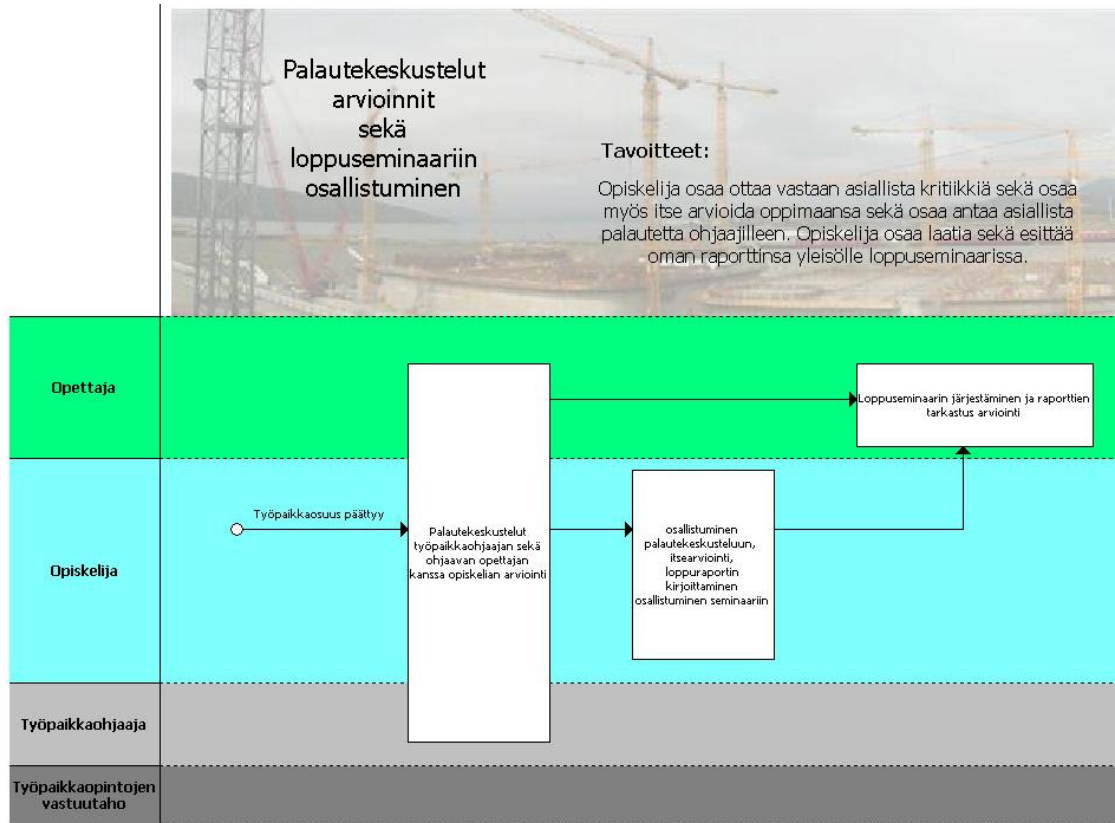 Palautekeskustelut
arvioinnit
sekä
loppuseminaariin
osallistuminen
Tavoitteet:
Opiskelija osaa ottaa vastaan asiallista kritiikkiä sekä osaa
myös itse arvioida oppimaansa sekä osaa antaa asiallista
palautetta ohjaajilleen. Opiskelija osaa laatia sekä esittää
oman raporttinsa yleisölle loppuseminaarissa.
Opettaja
Loppuseminaarin järjestäminen ja raporttien
tarkastus arviointi
Opiskelija
Työpaikkaosuus päättyy
Palautekeskustelut
työpaikkaohjaajan sekä
ohjaavan opettajan
kanssa opiskelian arviointi
osallistuminen
palautekeskusteluun,
itsearviointi,
loppuraportin
kirjoittaminen
osallistuminen seminaariin
Työpaikkaohjaaja
Työpaikkaopintojen
vastuutaho